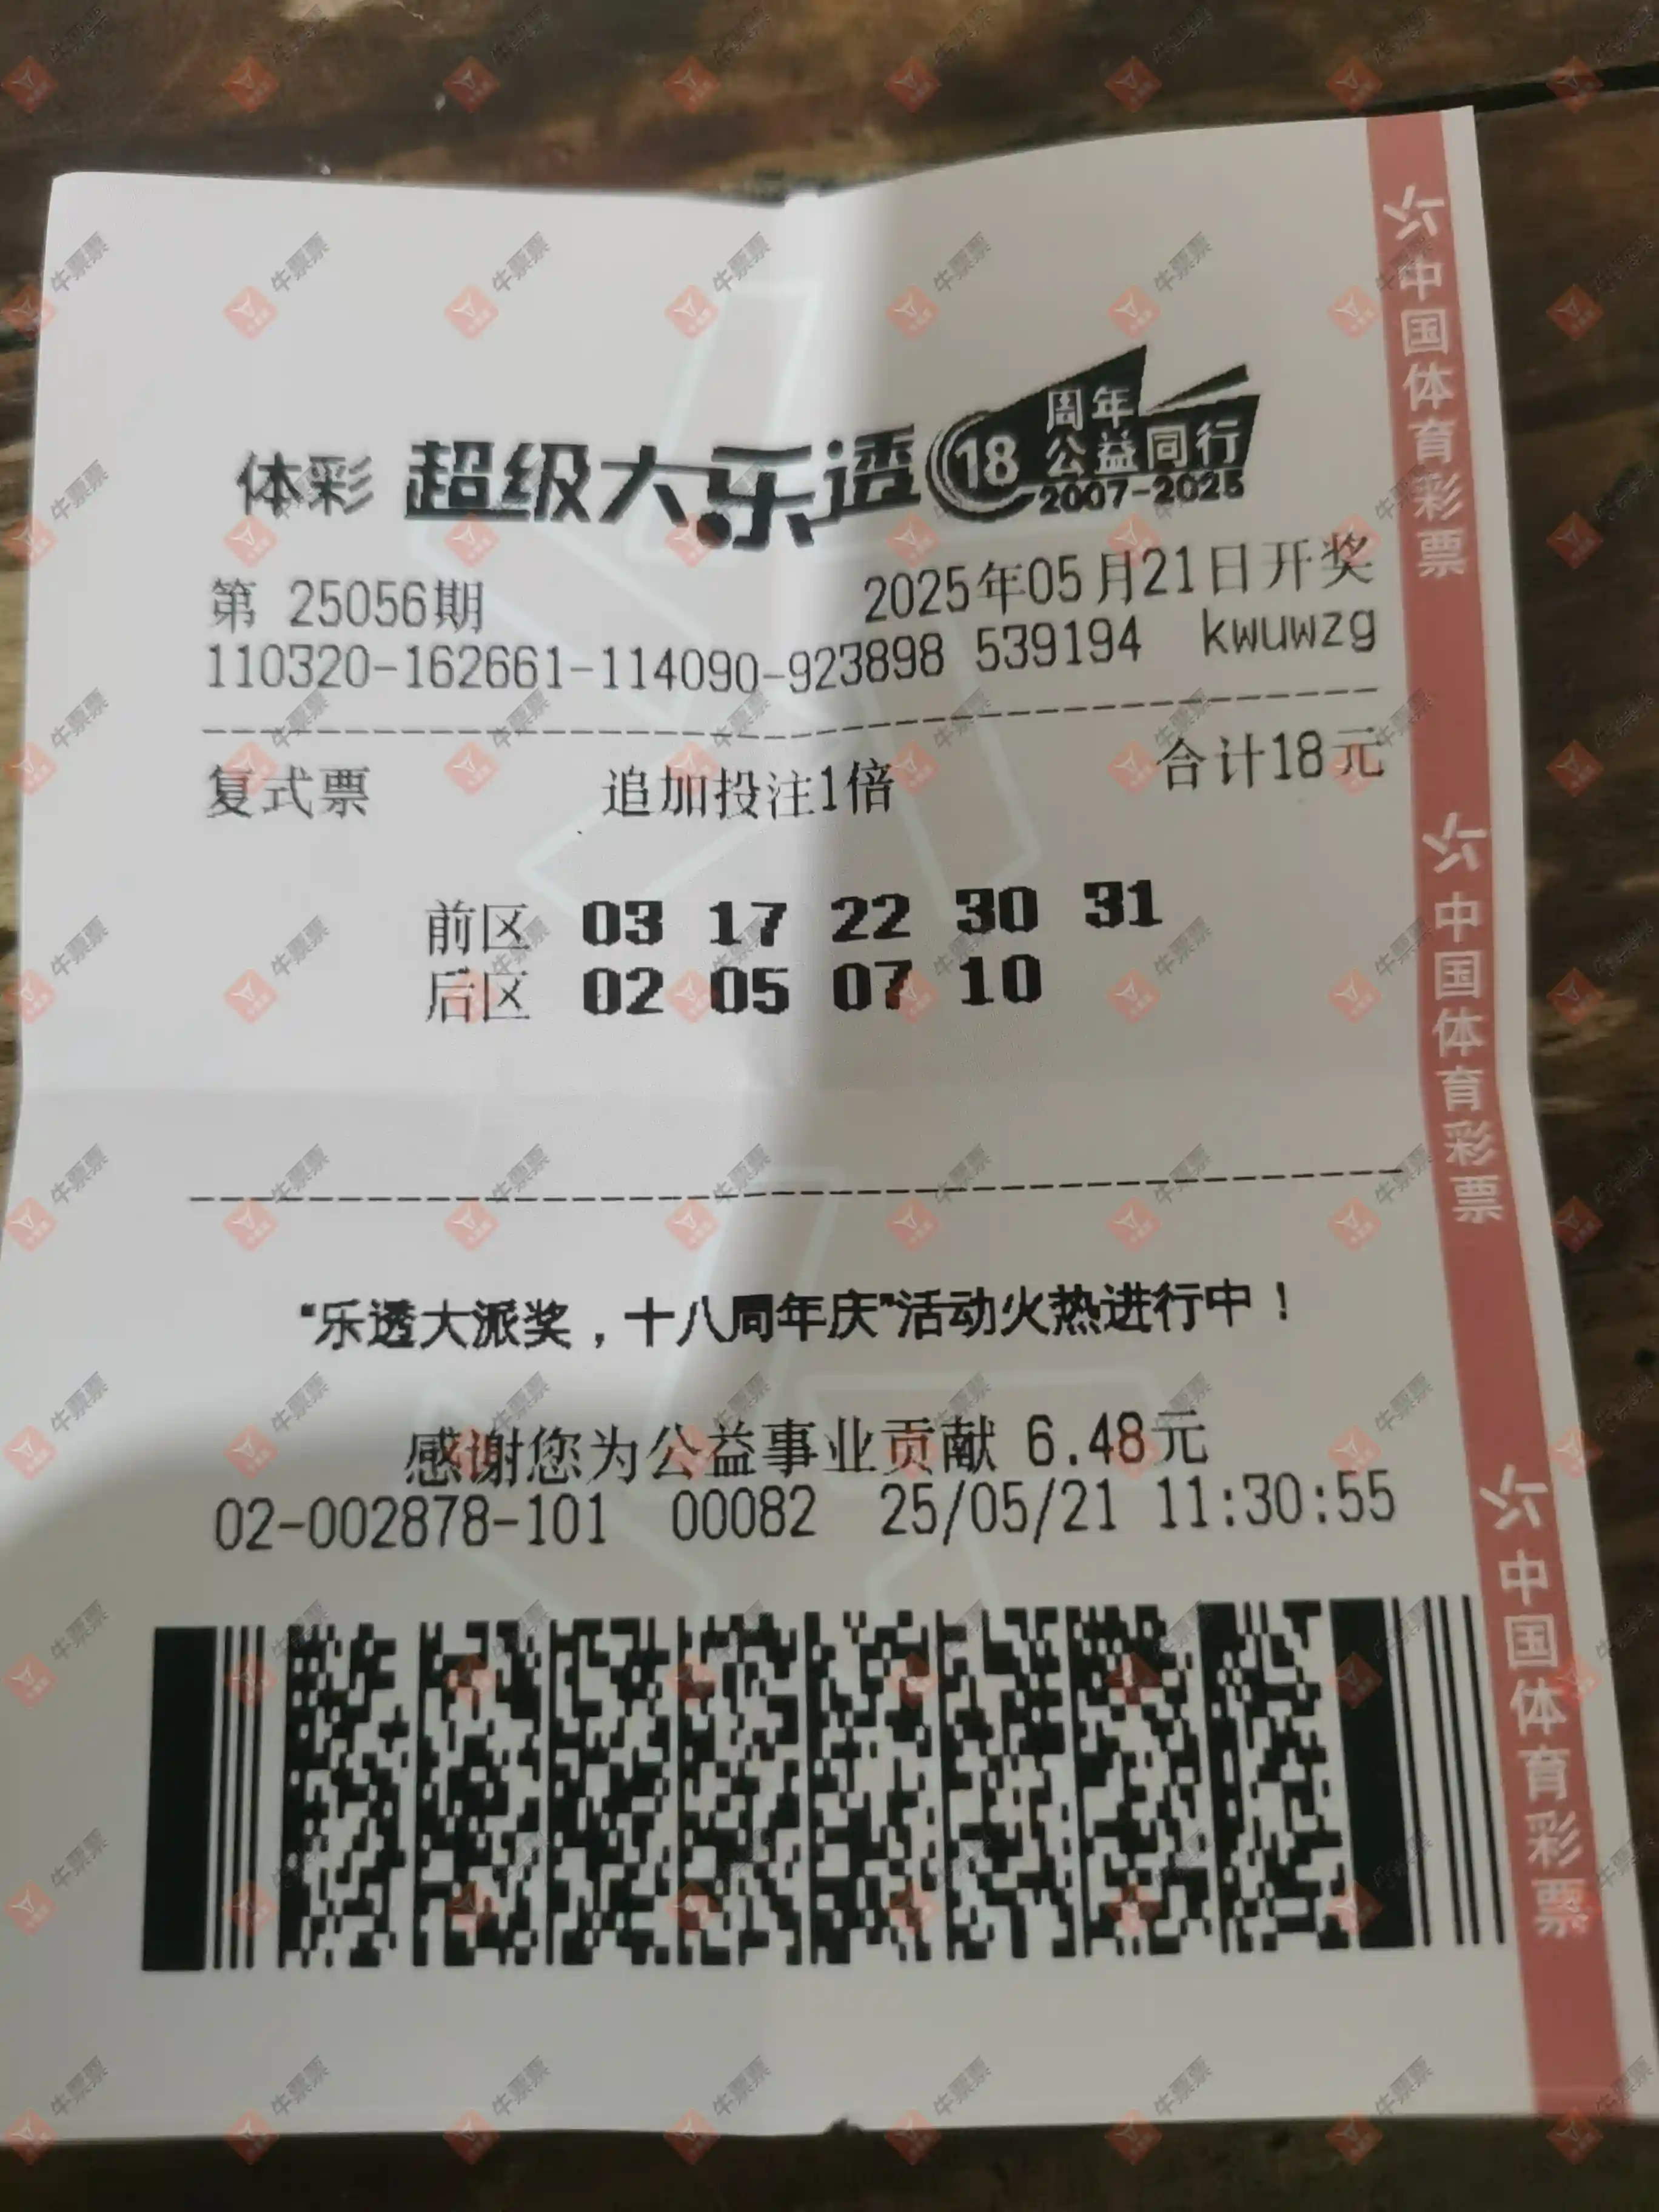 体彩 超级大乐透 18 周年 公益同行 2007-2025
第 25056期 2025年05月21日开奖
110320-162661-114090-923898 539194 kwuwzg
复式票 追加投注1倍 合计18元
前区 03 17 22 30 31
后区 02 05 07 10
“乐透大派奖，十八周年庆”活动火热进行中！
感谢您为公益事业贡献 6.48元
02-002878-101 00082 25/05/21 11:30:55
中国体育彩票
中国体育彩票
中国体育彩票
牛票票